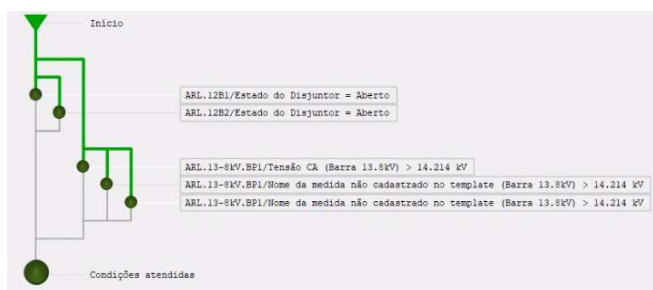 Início
ARL.12B1/Estado do Disjuntor = Aberto
ARL.12B2/Estado do Disjuntor = Aberto
ARL.13-8kV.BP1/Tensão CA (Barra 13.8kV) > 14.214 kV
ARL.13-8kV.BP1/Nome da medida não cadastrado no template (Barra 13.8kV) > 14.214 kV
ARL.13-8kV.BP1/Nome da medida não cadastrado no template (Barra 13.8kV) > 14.214 kV
Condições atendidas